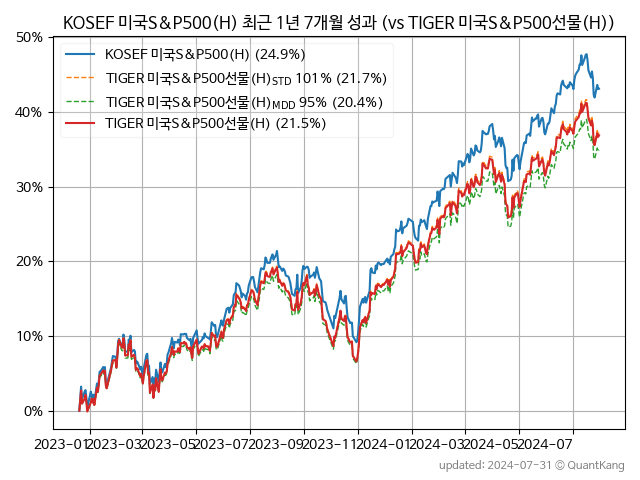 KOSEF 미국S&P500(H) 최근 1년 7개월 성과 (vs TIGER 미국S&P500선물(H))
50%
40%
30%
20%
10%
0%
KOSEF 미국S&P500(H) (24.9%)
TIGER 미국S&P500선물(H)STD 101% (21.7%)
TIGER 미국S&P500선물(H)MDD 95% (20.4%)
TIGER 미국S&P500선물(H) (21.5%)
2023-01 2023-03 2023-05 2023-07 2023-09 2023-11 2024-01 2024-03 2024-05 2024-07
updated: 2024-07-31 © QuantKang